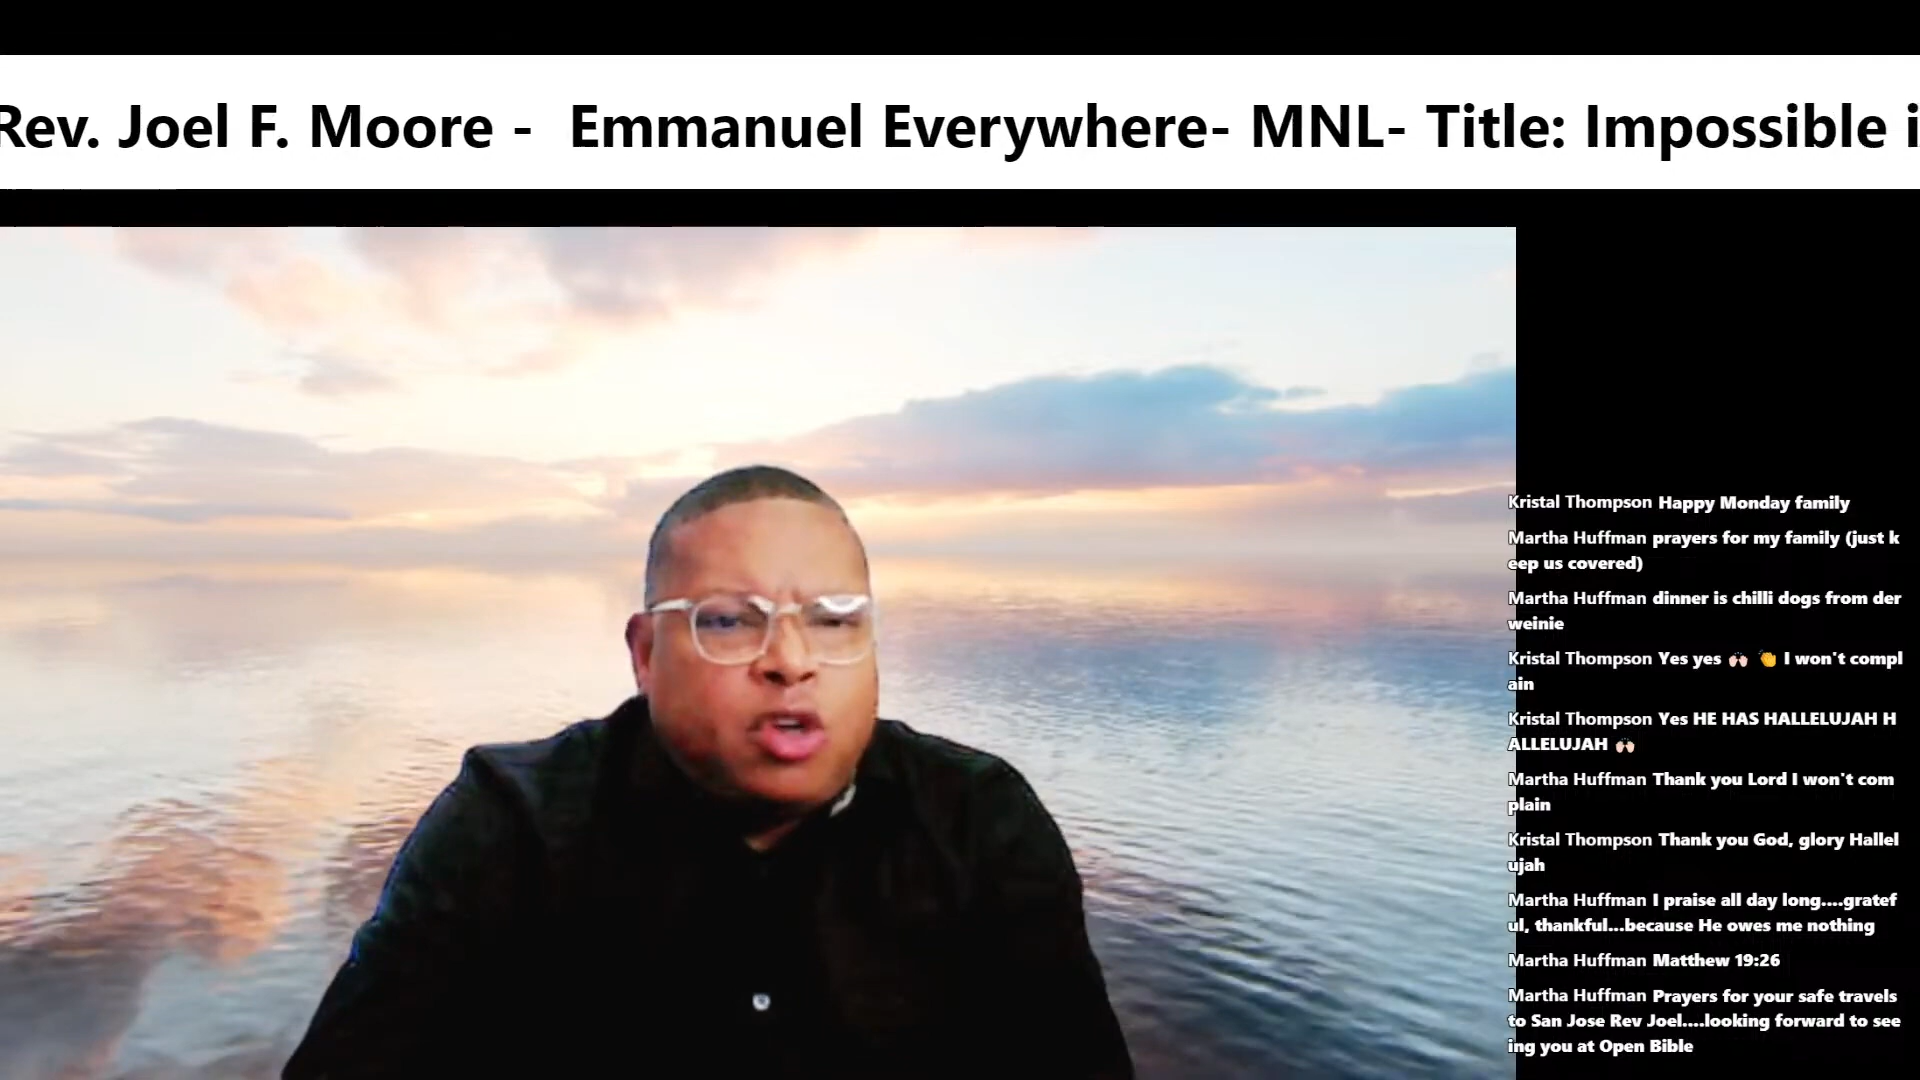 Rev. Joel F. Moore -  Emmanuel Everywhere- MNL- Title: Impossible i
Kristal Thompson Happy Monday family
Martha Huffman prayers for my family (just k
eep us covered)
Martha Huffman dinner is chilli dogs from der
weinie
Kristal Thompson Yes yes 🙌🏻 👏 I won't compl
ain
Kristal Thompson Yes HE HAS HALLELUJAH H
ALLELUJAH 🙌🏻
Martha Huffman Thank you Lord I won't com
plain
Kristal Thompson Thank you God, glory Hallel
ujah
Martha Huffman I praise all day long....gratef
ul, thankful...because He owes me nothing
Martha Huffman Matthew 19:26
Martha Huffman Prayers for your safe travels
to San Jose Rev Joel....looking forward to see
ing you at Open Bible